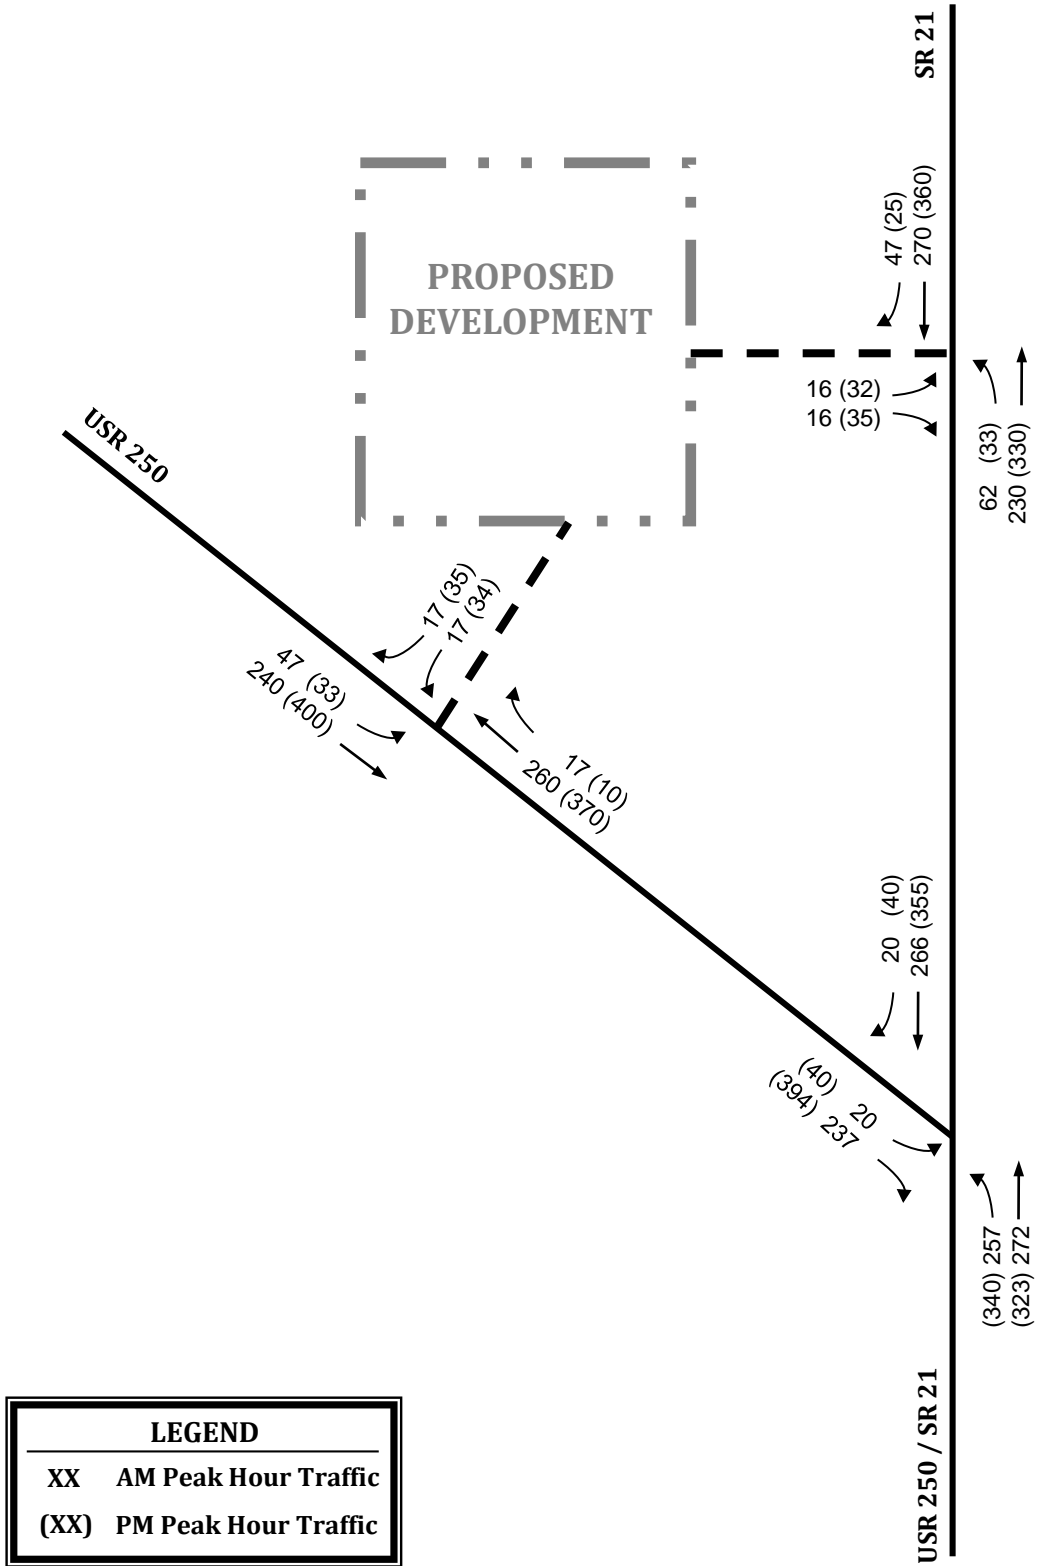 SR 21
47 (25)
270 (360)
PROPOSED
DEVELOPMENT
16 (32)
16 (35)
62 (33)
230 (330)
USR 250
17 (35)
17 (34)
47 (33)
240 (400)
17 (10)
260 (370)
20 (40)
266 (355)
(40) 20
(394) 237
(340) 257
(323) 272
USR 250 / SR 21
LEGEND
XX AM Peak Hour Traffic
(XX) PM Peak Hour Traffic